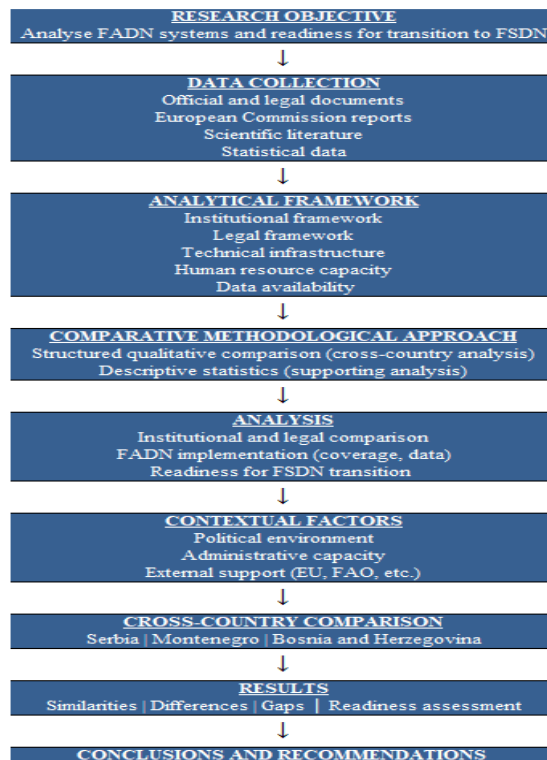 RESEARCH OBJECTIVE
Analyse FADN systems and readiness for transition to FSDN
↓
DATA COLLECTION
Official and legal documents
European Commission reports
Scientific literature
Statistical data
↓
ANALYTICAL FRAMEWORK
Institutional framework
Legal framework
Technical infrastructure
Human resource capacity
Data availability
↓
COMPARATIVE METHODOLOGICAL APPROACH
Structured qualitative comparison (cross-country analysis)
Descriptive statistics (supporting analysis)
↓
ANALYSIS
Institutional and legal comparison
FADN implementation (coverage, data)
Readiness for FSDN transition
↓
CONTEXTUAL FACTORS
Political environment
Administrative capacity
External support (EU, FAO, etc.)
↓
CROSS-COUNTRY COMPARISON
Serbia | Montenegro | Bosnia and Herzegovina
↓
RESULTS
Similarities | Differences | Gaps | Readiness assessment
↓
CONCLUSIONS AND RECOMMENDATIONS